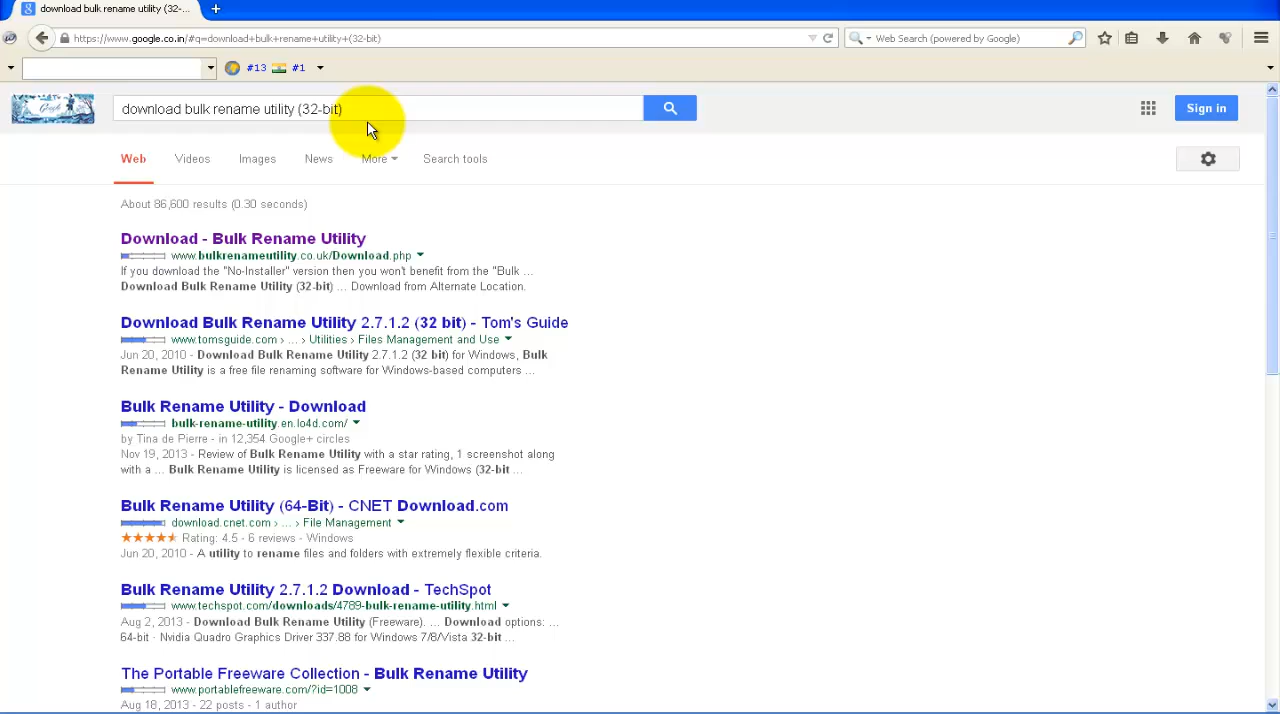 download bulk rename utility (32-...
https://www.google.co.in/#q=download+bulk+rename+utility+(32-bit)
Web Search (powered by Google)
#13 #1
Google
download bulk rename utility (32-bit)
Sign in
Web Videos Images News More Search tools
About 86,600 results (0.30 seconds)
Download - Bulk Rename Utility
www.bulkrenameutility.co.uk/Download.php
If you download the "No-Installer" version then you won't benefit from the "Bulk ...
Download Bulk Rename Utility (32-bit) ... Download from Alternate Location.
Download Bulk Rename Utility 2.7.1.2 (32 bit) - Tom's Guide
www.tomsguide.com › ... › Utilities › Files Management and Use
Jun 20, 2010 - Download Bulk Rename Utility 2.7.1.2 (32 bit) for Windows, Bulk
Rename Utility is a free file renaming software for Windows-based computers ...
Bulk Rename Utility - Download
bulk-rename-utility.en.lo4d.com/
by Tina de Pierre - in 12,354 Google+ circles
Nov 19, 2013 - Review of Bulk Rename Utility with a star rating, 1 screenshot along
with a ... Bulk Rename Utility is licensed as Freeware for Windows (32-bit ...
Bulk Rename Utility (64-Bit) - CNET Download.com
download.cnet.com › ... › File Management
Rating: 4.5 - 6 reviews - Windows
Jun 20, 2010 - A utility to rename files and folders with extremely flexible criteria.
Bulk Rename Utility 2.7.1.2 Download - TechSpot
www.techspot.com/downloads/4789-bulk-rename-utility.html
Aug 2, 2013 - Download Bulk Rename Utility (Freeware). ... Download options: ...
64-bit · Nvidia Quadro Graphics Driver 337.88 for Windows 7/8/Vista 32-bit ...
The Portable Freeware Collection - Bulk Rename Utility
www.portablefreeware.com/?id=1008
Aug 18, 2013 - 22 posts - 1 author